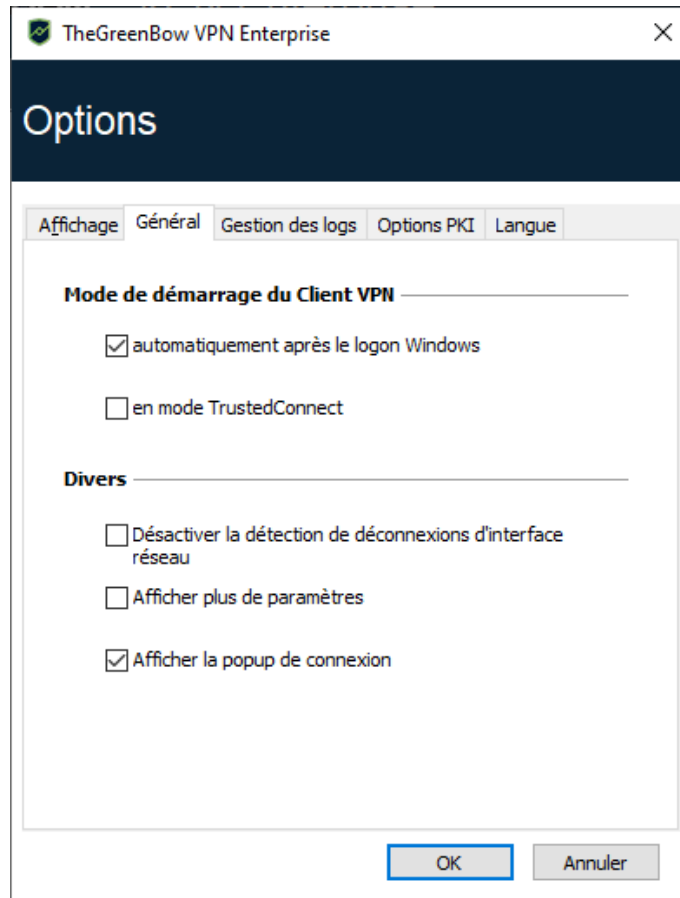 TheGreenBow VPN Enterprise
Options
Affichage Général Gestion des logs Options PKI Langue
Mode de démarrage du Client VPN
automatiquement après le logon Windows
en mode TrustedConnect
Divers
Désactiver la détection de déconnexions d'interface
réseau
Afficher plus de paramètres
Afficher la popup de connexion
OK Annuler